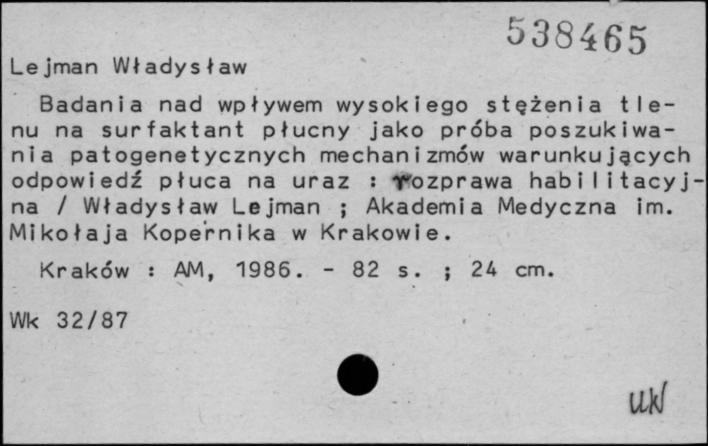 538465
Lejman Władysław
Badania nad wpływem wysokiego stężenia tle-
nu na surfaktant płucny jako próba poszukiwa-
nia patogenetycznych mechanizmów warunkujących
odpowiedź płuca na uraz : rozprawa habilitacyj-
na / Władysław Lejman ; Akademia Medyczna im.
Mikołaja Kopernika w Krakowie.
Kraków : AM, 1986. - 82 s. ; 24 cm.
Wk 32/87
UW